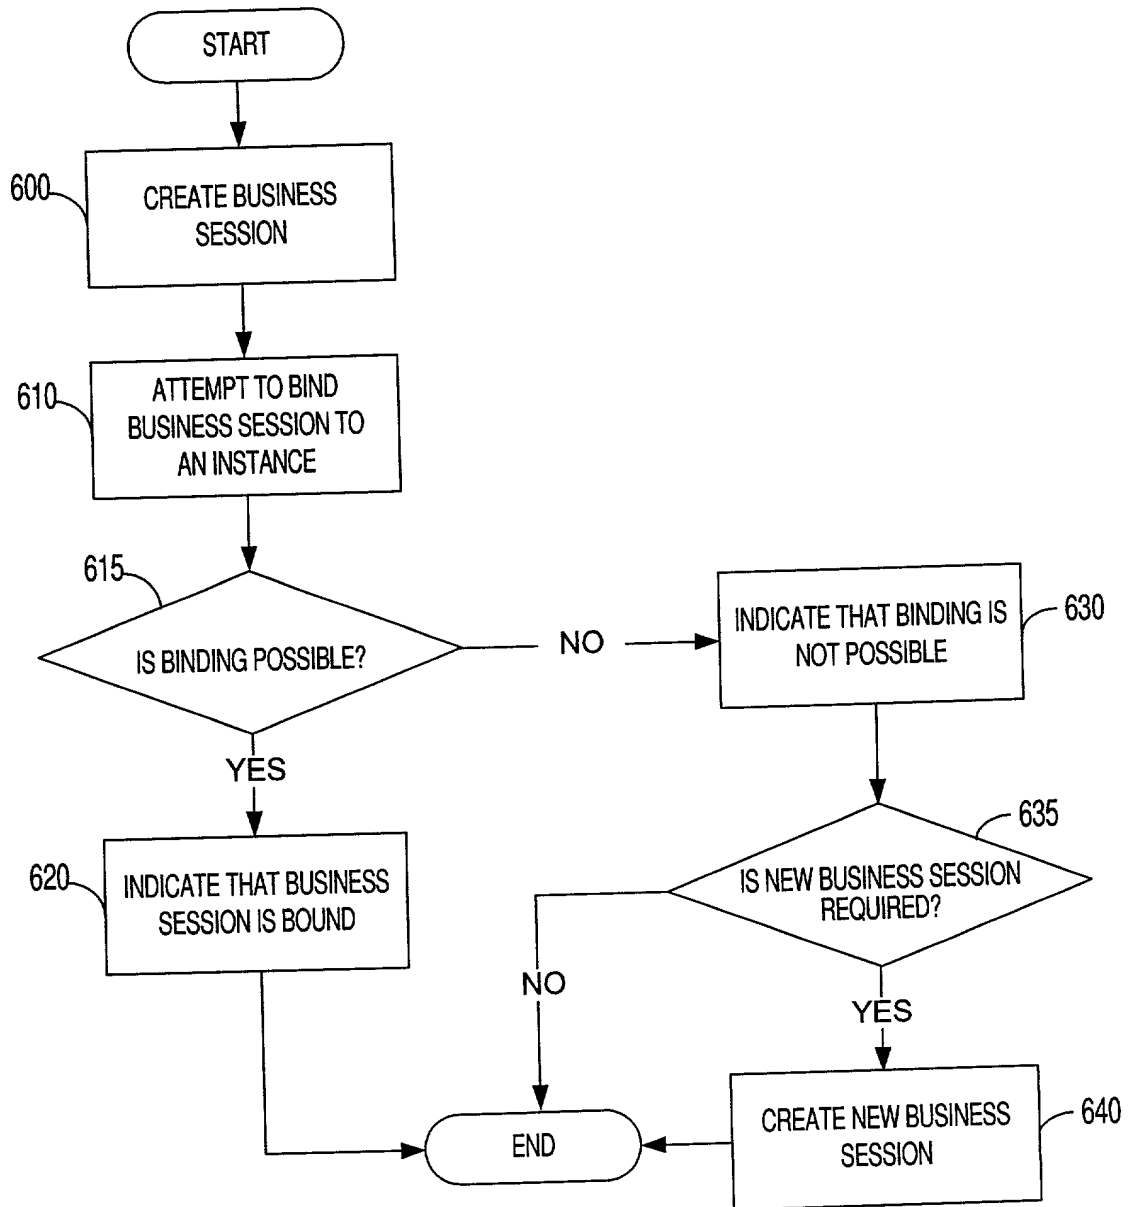 START
600
CREATE BUSINESS
SESSION
610
ATTEMPT TO BIND
BUSINESS SESSION TO
AN INSTANCE
615
IS BINDING POSSIBLE?
NO
INDICATE THAT BINDING IS
NOT POSSIBLE
630
YES
635
IS NEW BUSINESS SESSION
REQUIRED?
620
INDICATE THAT BUSINESS
SESSION IS BOUND
NO
YES
END
CREATE NEW BUSINESS
SESSION
640